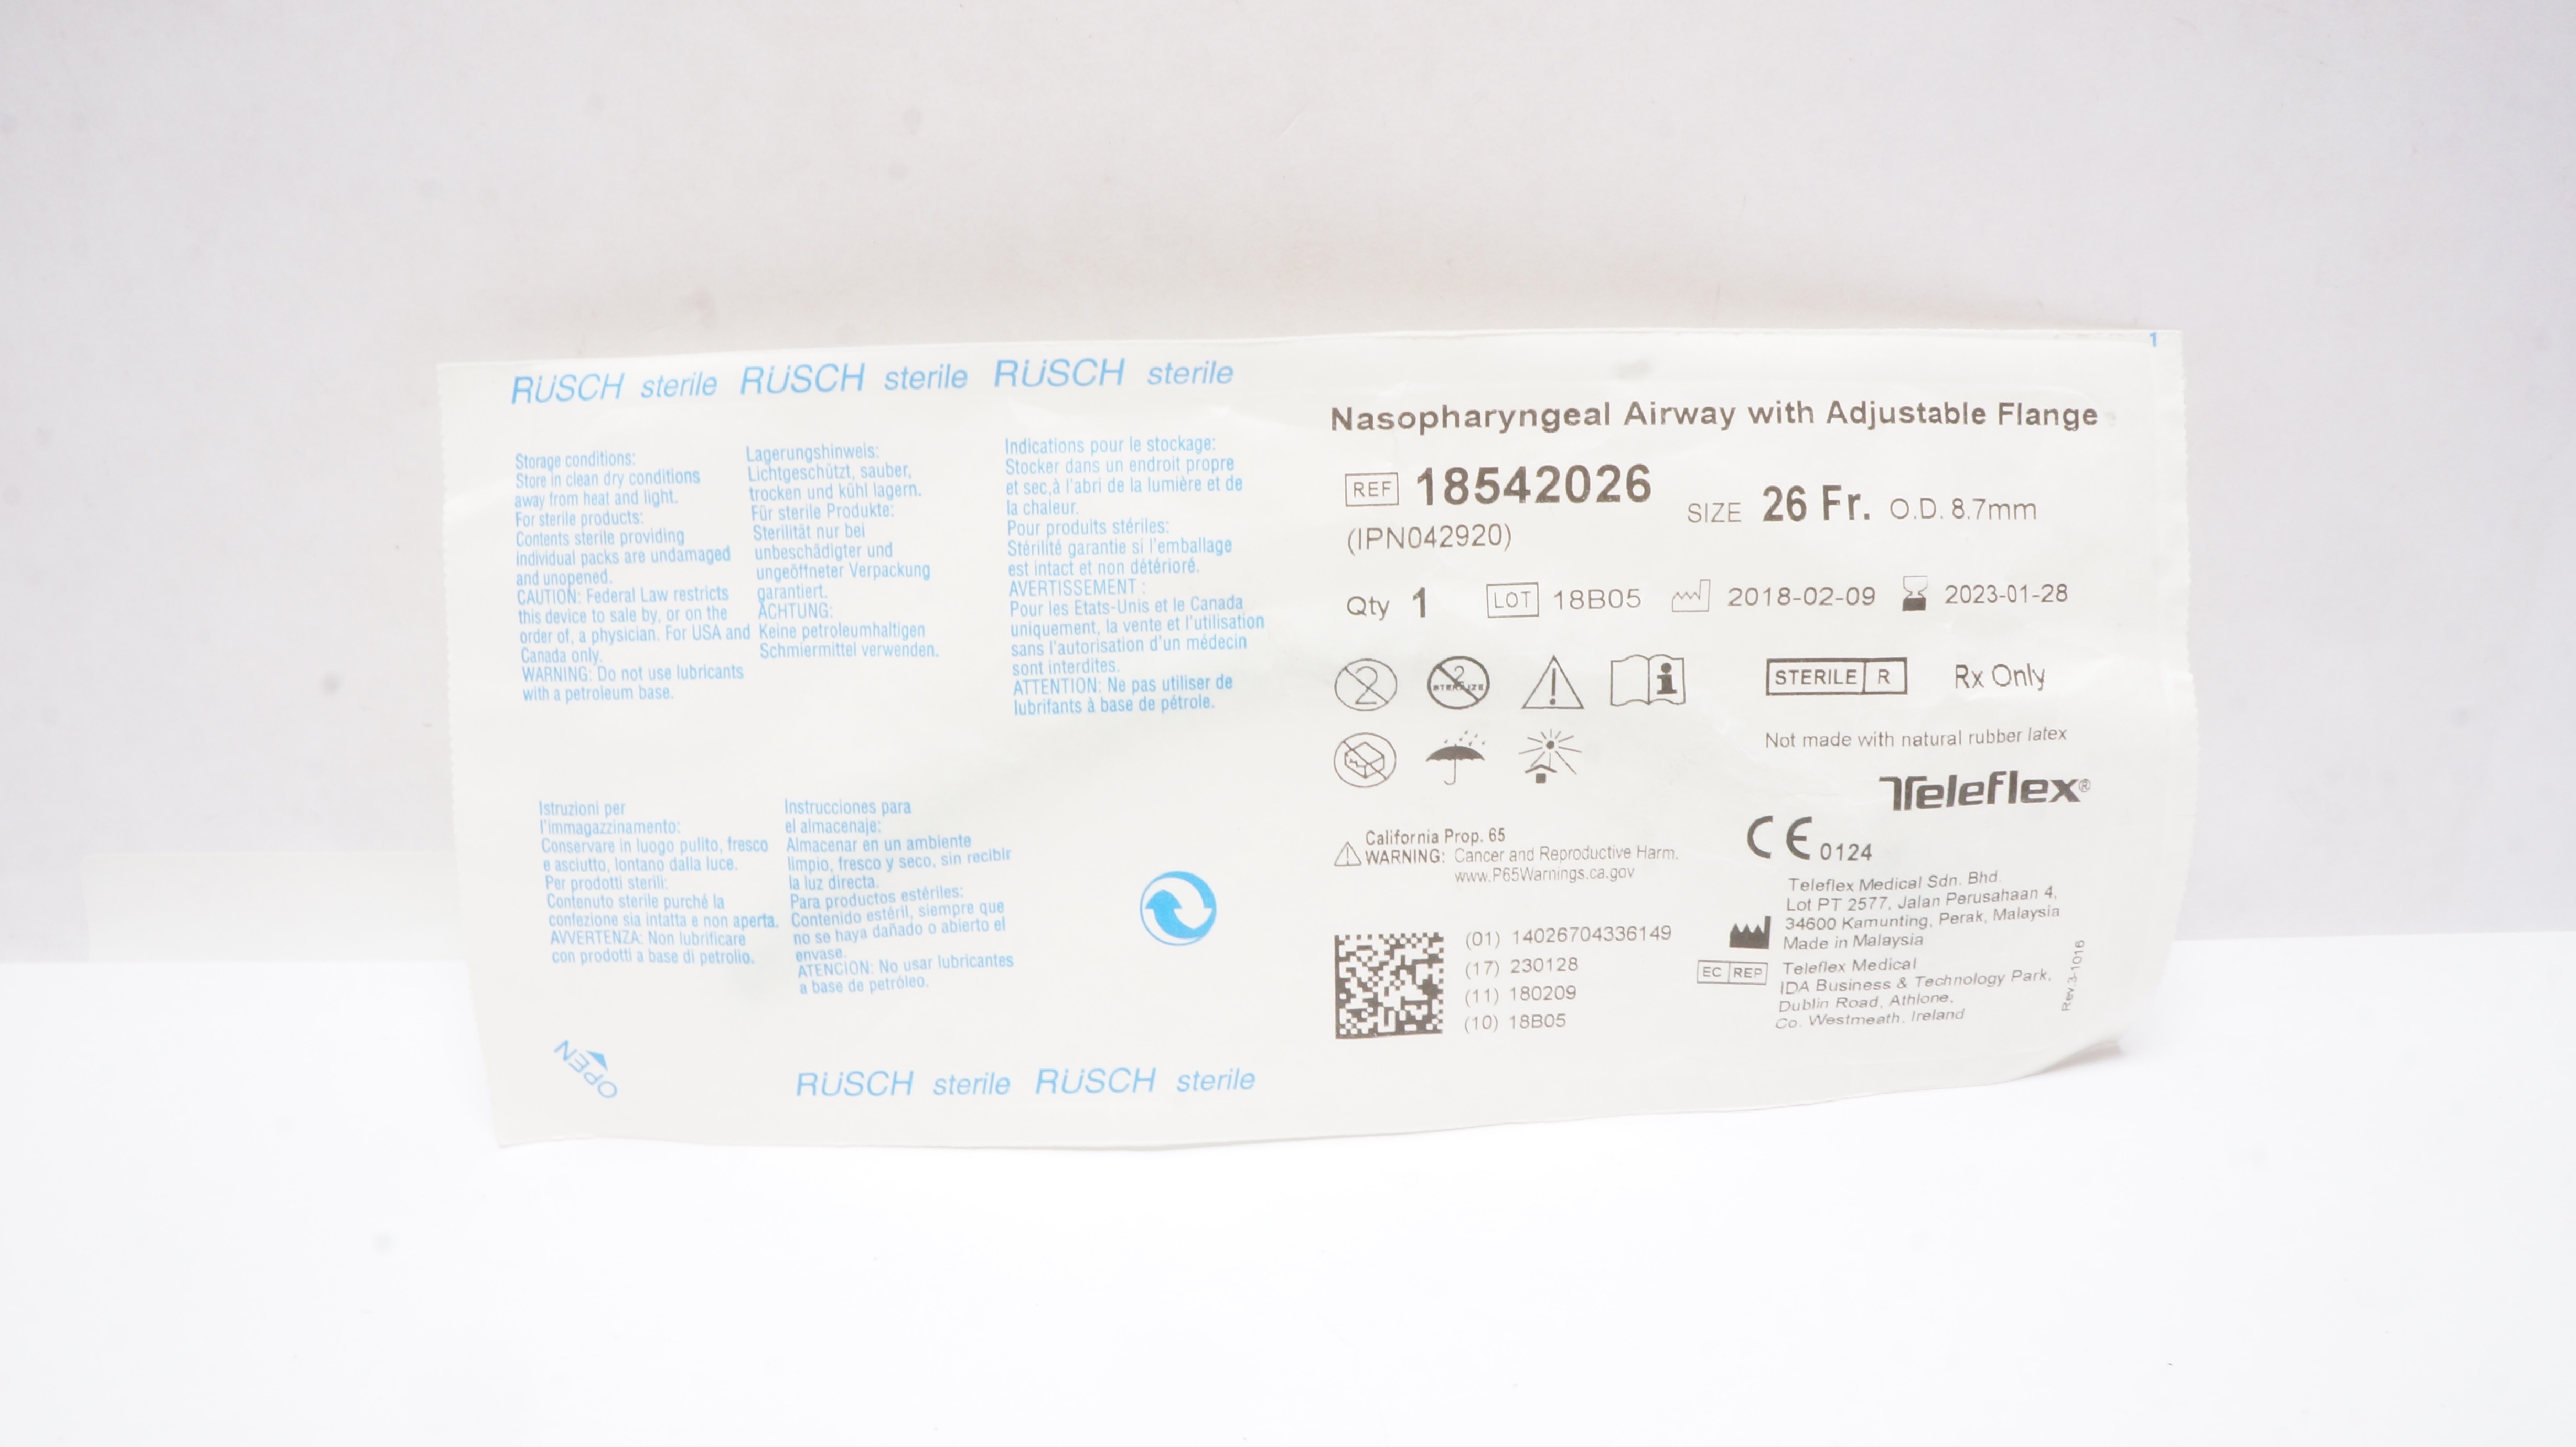 RÜSCH sterile RÜSCH sterile RÜSCH sterile
Storage conditions:
Store in clean dry conditions
away from heat and light.
For sterile products:
Contents sterile providing
individual packs are undamaged
and unopened.
CAUTION: Federal Law restricts
this device to sale by, or on the
order of, a physician. For USA and
Canada only.
WARNING: Do not use lubricants
with a petroleum base.
Lagerungshinweis:
Lichtgeschützt, sauber,
trocken und kühl lagern.
Für sterile Produkte:
Sterilität nur bei
unbeschädigter und
ungeöffneter Verpackung
garantiert.
ACHTUNG:
Keine petroleumhaltigen
Schmiermittel verwenden.
Indications pour le stockage:
Stocker dans un endroit propre
et sec,à l'abri de la lumière et de
la chaleur.
Pour produits stériles:
Stérilité garantie si l'emballage
est intact et non détérioré.
AVERTISSEMENT :
Pour les Etats-Unis et le Canada
uniquement, la vente et l'utilisation
sans l'autorisation d'un médecin
sont interdites.
ATTENTION: Ne pas utiliser de
lubrifants à base de pétrole.
Istruzioni per
l'immagazzinamento:
Conservare in luogo pulito, fresco
e asciutto, lontano dalla luce.
Per prodotti sterili:
Contenuto sterile purché la
confezione sia intatta e non aperta.
AVVERTENZA: Non lubrificare
con prodotti a base di petrolio.
Instrucciones para
el almacenaje:
Almacenar en un ambiente
limpio, fresco y seco, sin recibir
la luz directa.
Para productos estériles:
Contenido estéril, siempre que
no se haya dañado o abierto el
envase.
ATENCION: No usar lubricantes
a base de petróleo.
OPEN
RÜSCH sterile RÜSCH sterile
1
Nasopharyngeal Airway with Adjustable Flange
REF 18542026 SIZE 26 Fr. O.D. 8.7mm
(IPN042920)
Qty 1 LOT 18B05 2018-02-09 2023-01-28
2
2
STERILIZE
STERILE R Rx Only
Not made with natural rubber latex
Teleflex®
California Prop. 65
WARNING: Cancer and Reproductive Harm.
www.P65Warnings.ca.gov
CE 0124
(01) 14026704336149
(17) 230128
(11) 180209
(10) 18B05
Teleflex Medical Sdn. Bhd.
Lot PT 2577, Jalan Perusahaan 4,
34600 Kamunting, Perak, Malaysia
Made in Malaysia
EC REP Teleflex Medical
IDA Business & Technology Park,
Dublin Road, Athlone,
Co. Westmeath, Ireland
Rev 3-1016